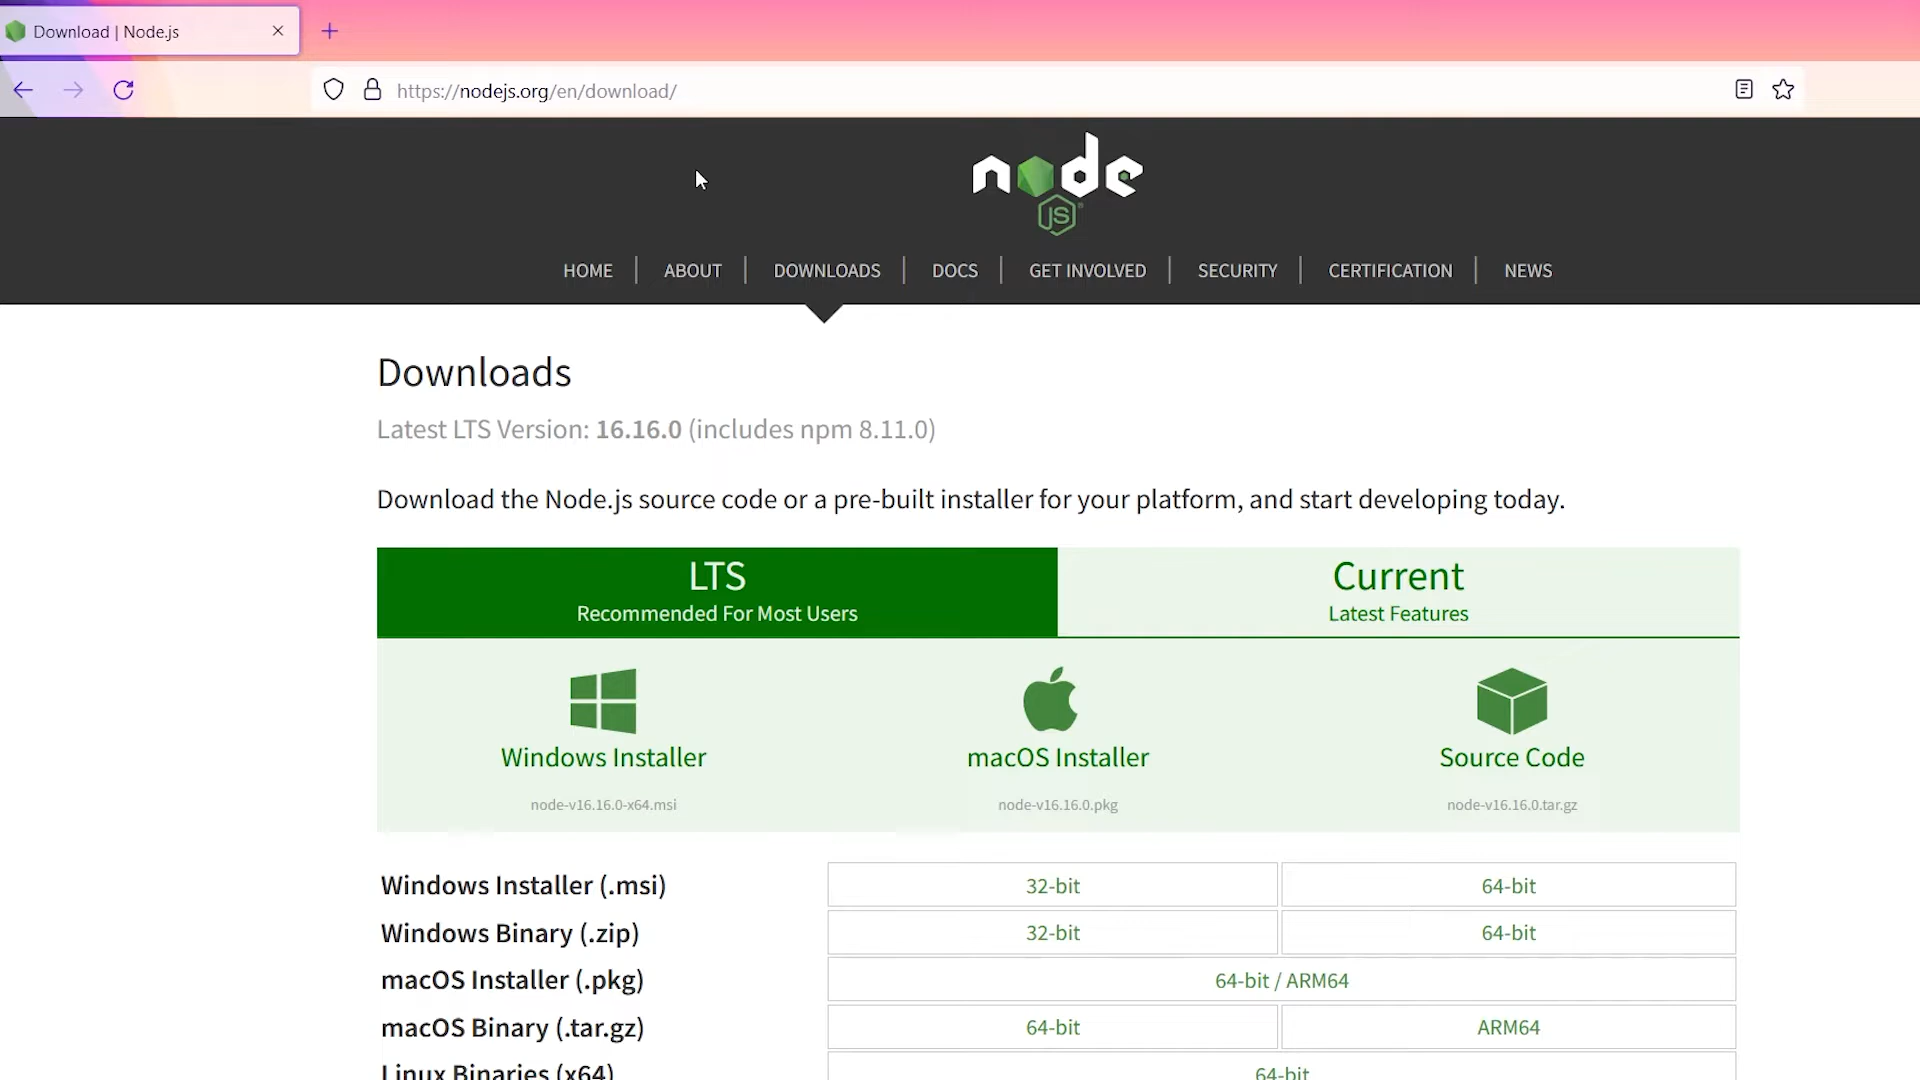 Download | Node.js
https://nodejs.org/en/download/
node
JS
HOME | ABOUT | DOWNLOADS | DOCS | GET INVOLVED | SECURITY | CERTIFICATION | NEWS
Downloads
Latest LTS Version: 16.16.0 (includes npm 8.11.0)
Download the Node.js source code or a pre-built installer for your platform, and start developing today.
LTS
Recommended For Most Users
Current
Latest Features
Windows Installer
node-v16.16.0-x64.msi
macOS Installer
node-v16.16.0.pkg
Source Code
node-v16.16.0.tar.gz
Windows Installer (.msi) 32-bit 64-bit
Windows Binary (.zip) 32-bit 64-bit
macOS Installer (.pkg) 64-bit / ARM64
macOS Binary (.tar.gz) 64-bit ARM64
Linux Binaries (x64) 64-bit